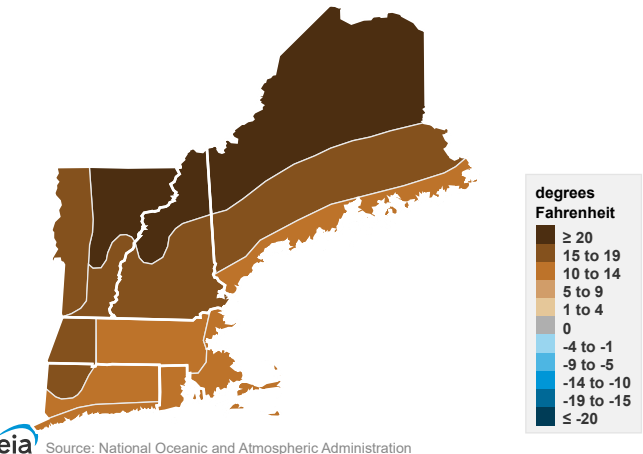 degrees
Fahrenheit
≥ 20
15 to 19
10 to 14
5 to 9
1 to 4
0
-4 to -1
-9 to -5
-14 to -10
-19 to -15
≤ -20
eia
Source: National Oceanic and Atmospheric Administration